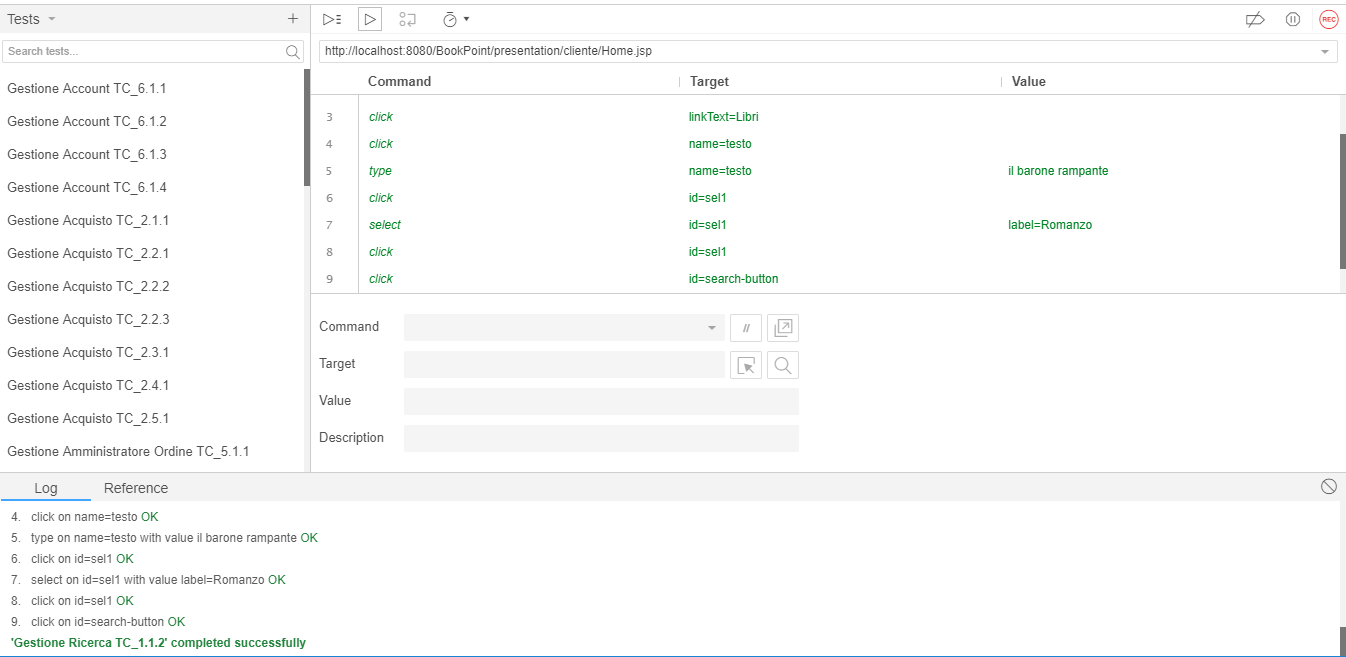 Tests
Search tests...
Gestione Account TC_6.1.1
Gestione Account TC_6.1.2
Gestione Account TC_6.1.3
Gestione Account TC_6.1.4
Gestione Acquisto TC_2.1.1
Gestione Acquisto TC_2.2.1
Gestione Acquisto TC_2.2.2
Gestione Acquisto TC_2.2.3
Gestione Acquisto TC_2.3.1
Gestione Acquisto TC_2.4.1
Gestione Acquisto TC_2.5.1
Gestione Amministratore Ordine TC_5.1.1
REC
http://localhost:8080/BookPoint/presentation/cliente/Home.jsp
Command Target Value
3 click linkText=Libri
4 click name=testo
5 type name=testo il barone rampante
6 click id=sel1
7 select id=sel1 label=Romanzo
8 click id=sel1
9 click id=search-button
Command //
Target
Value
Description
Log Reference
4. click on name=testo OK
5. type on name=testo with value il barone rampante OK
6. click on id=sel1 OK
7. select on id=sel1 with value label=Romanzo OK
8. click on id=sel1 OK
9. click on id=search-button OK
'Gestione Ricerca TC_1.1.2' completed successfully